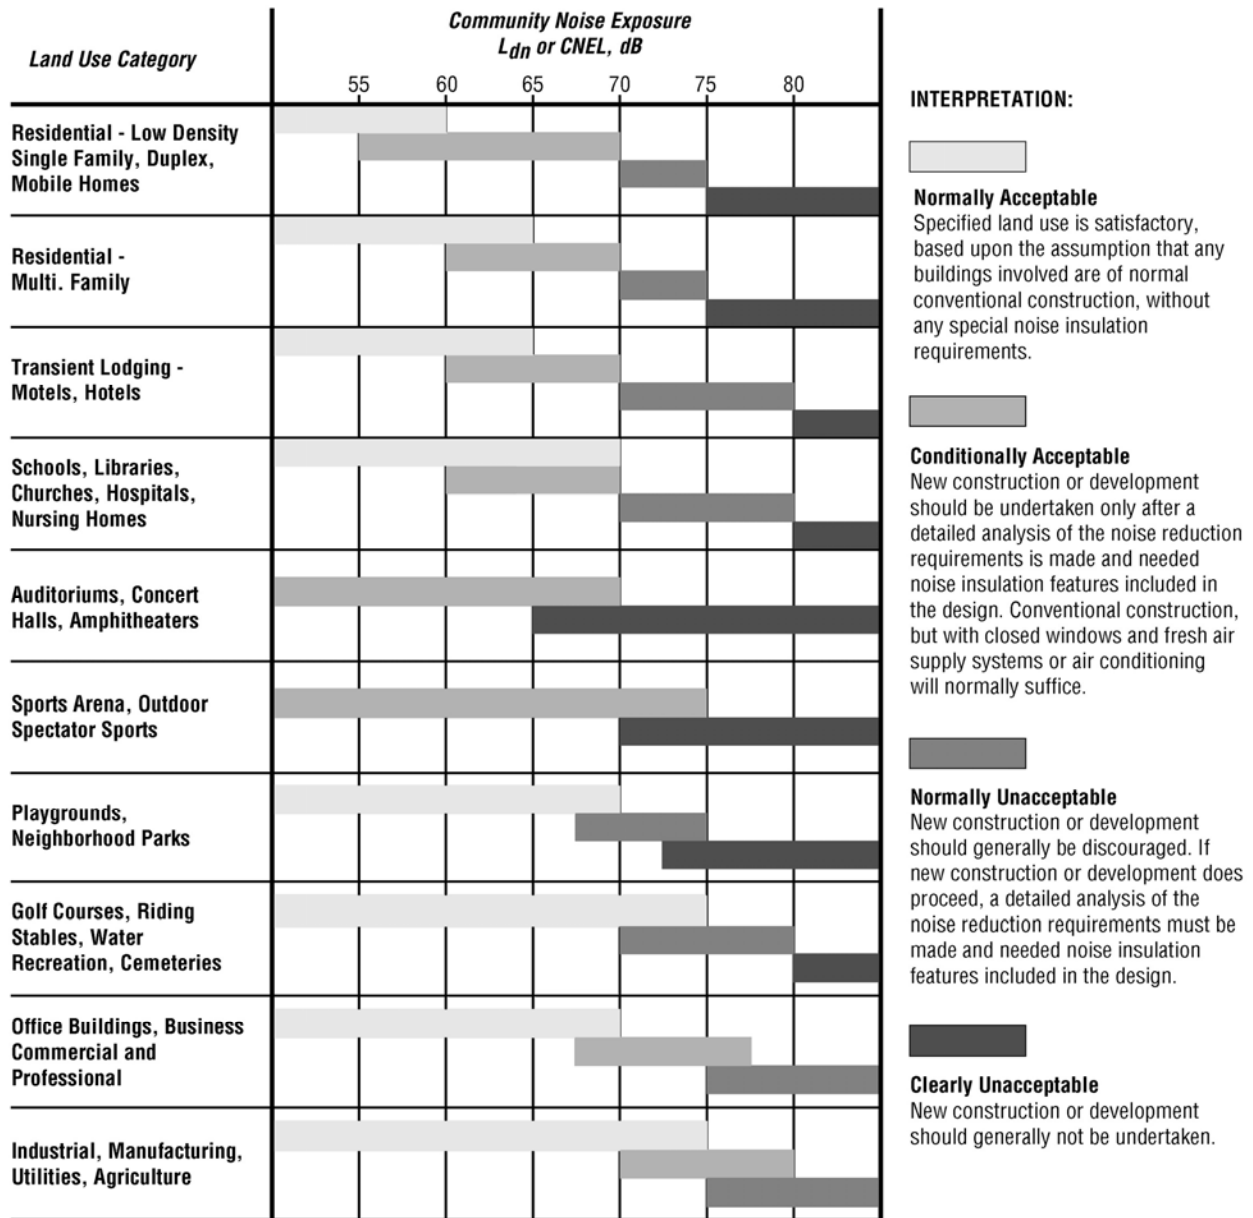 Community Noise Exposure
Ldn or CNEL, dB
Land Use Category
55 60 65 70 75 80
Residential - Low Density
Single Family, Duplex,
Mobile Homes
Residential -
Multi. Family
Transient Lodging -
Motels, Hotels
Schools, Libraries,
Churches, Hospitals,
Nursing Homes
Auditoriums, Concert
Halls, Amphitheaters
Sports Arena, Outdoor
Spectator Sports
Playgrounds,
Neighborhood Parks
Golf Courses, Riding
Stables, Water
Recreation, Cemeteries
Office Buildings, Business
Commercial and
Professional
Industrial, Manufacturing,
Utilities, Agriculture
INTERPRETATION:
Normally Acceptable
Specified land use is satisfactory,
based upon the assumption that any
buildings involved are of normal
conventional construction, without
any special noise insulation
requirements.
Conditionally Acceptable
New construction or development
should be undertaken only after a
detailed analysis of the noise reduction
requirements is made and needed
noise insulation features included in
the design. Conventional construction,
but with closed windows and fresh air
supply systems or air conditioning
will normally suffice.
Normally Unacceptable
New construction or development
should generally be discouraged. If
new construction or development does
proceed, a detailed analysis of the
noise reduction requirements must be
made and needed noise insulation
features included in the design.
Clearly Unacceptable
New construction or development
should generally not be undertaken.